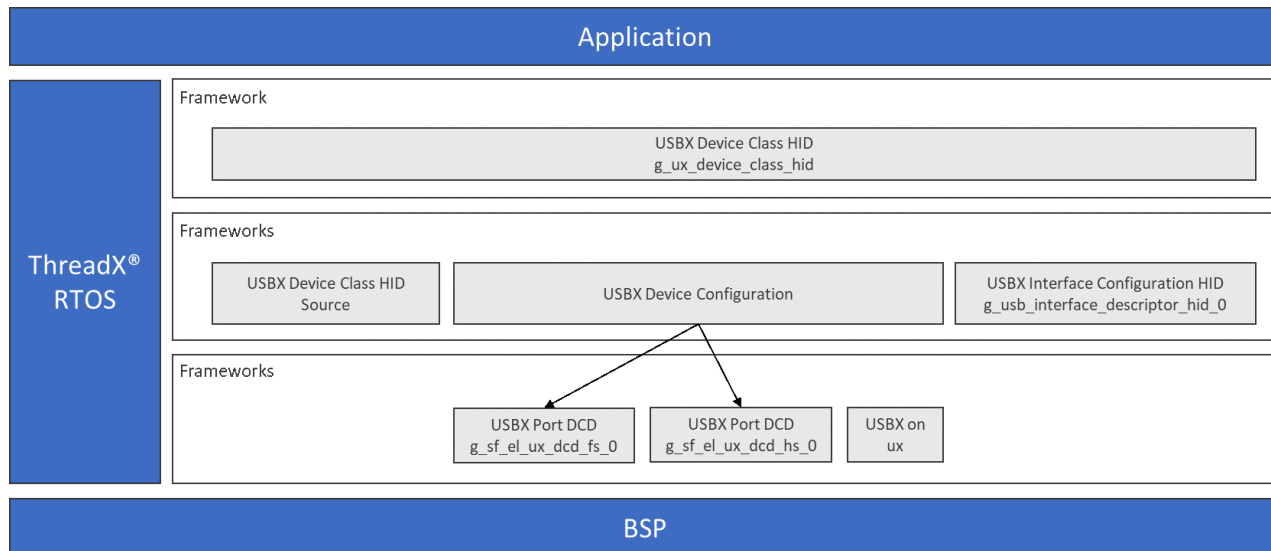 Application
ThreadX®
RTOS
Framework
USBX Device Class HID
g_ux_device_class_hid
Frameworks
USBX Device Class HID
Source
USBX Device Configuration
USBX Interface Configuration HID
g_usb_interface_descriptor_hid_0
Frameworks
USBX Port DCD
g_sf_el_ux_dcd_fs_0
USBX Port DCD
g_sf_el_ux_dcd_hs_0
USBX on
ux
BSP